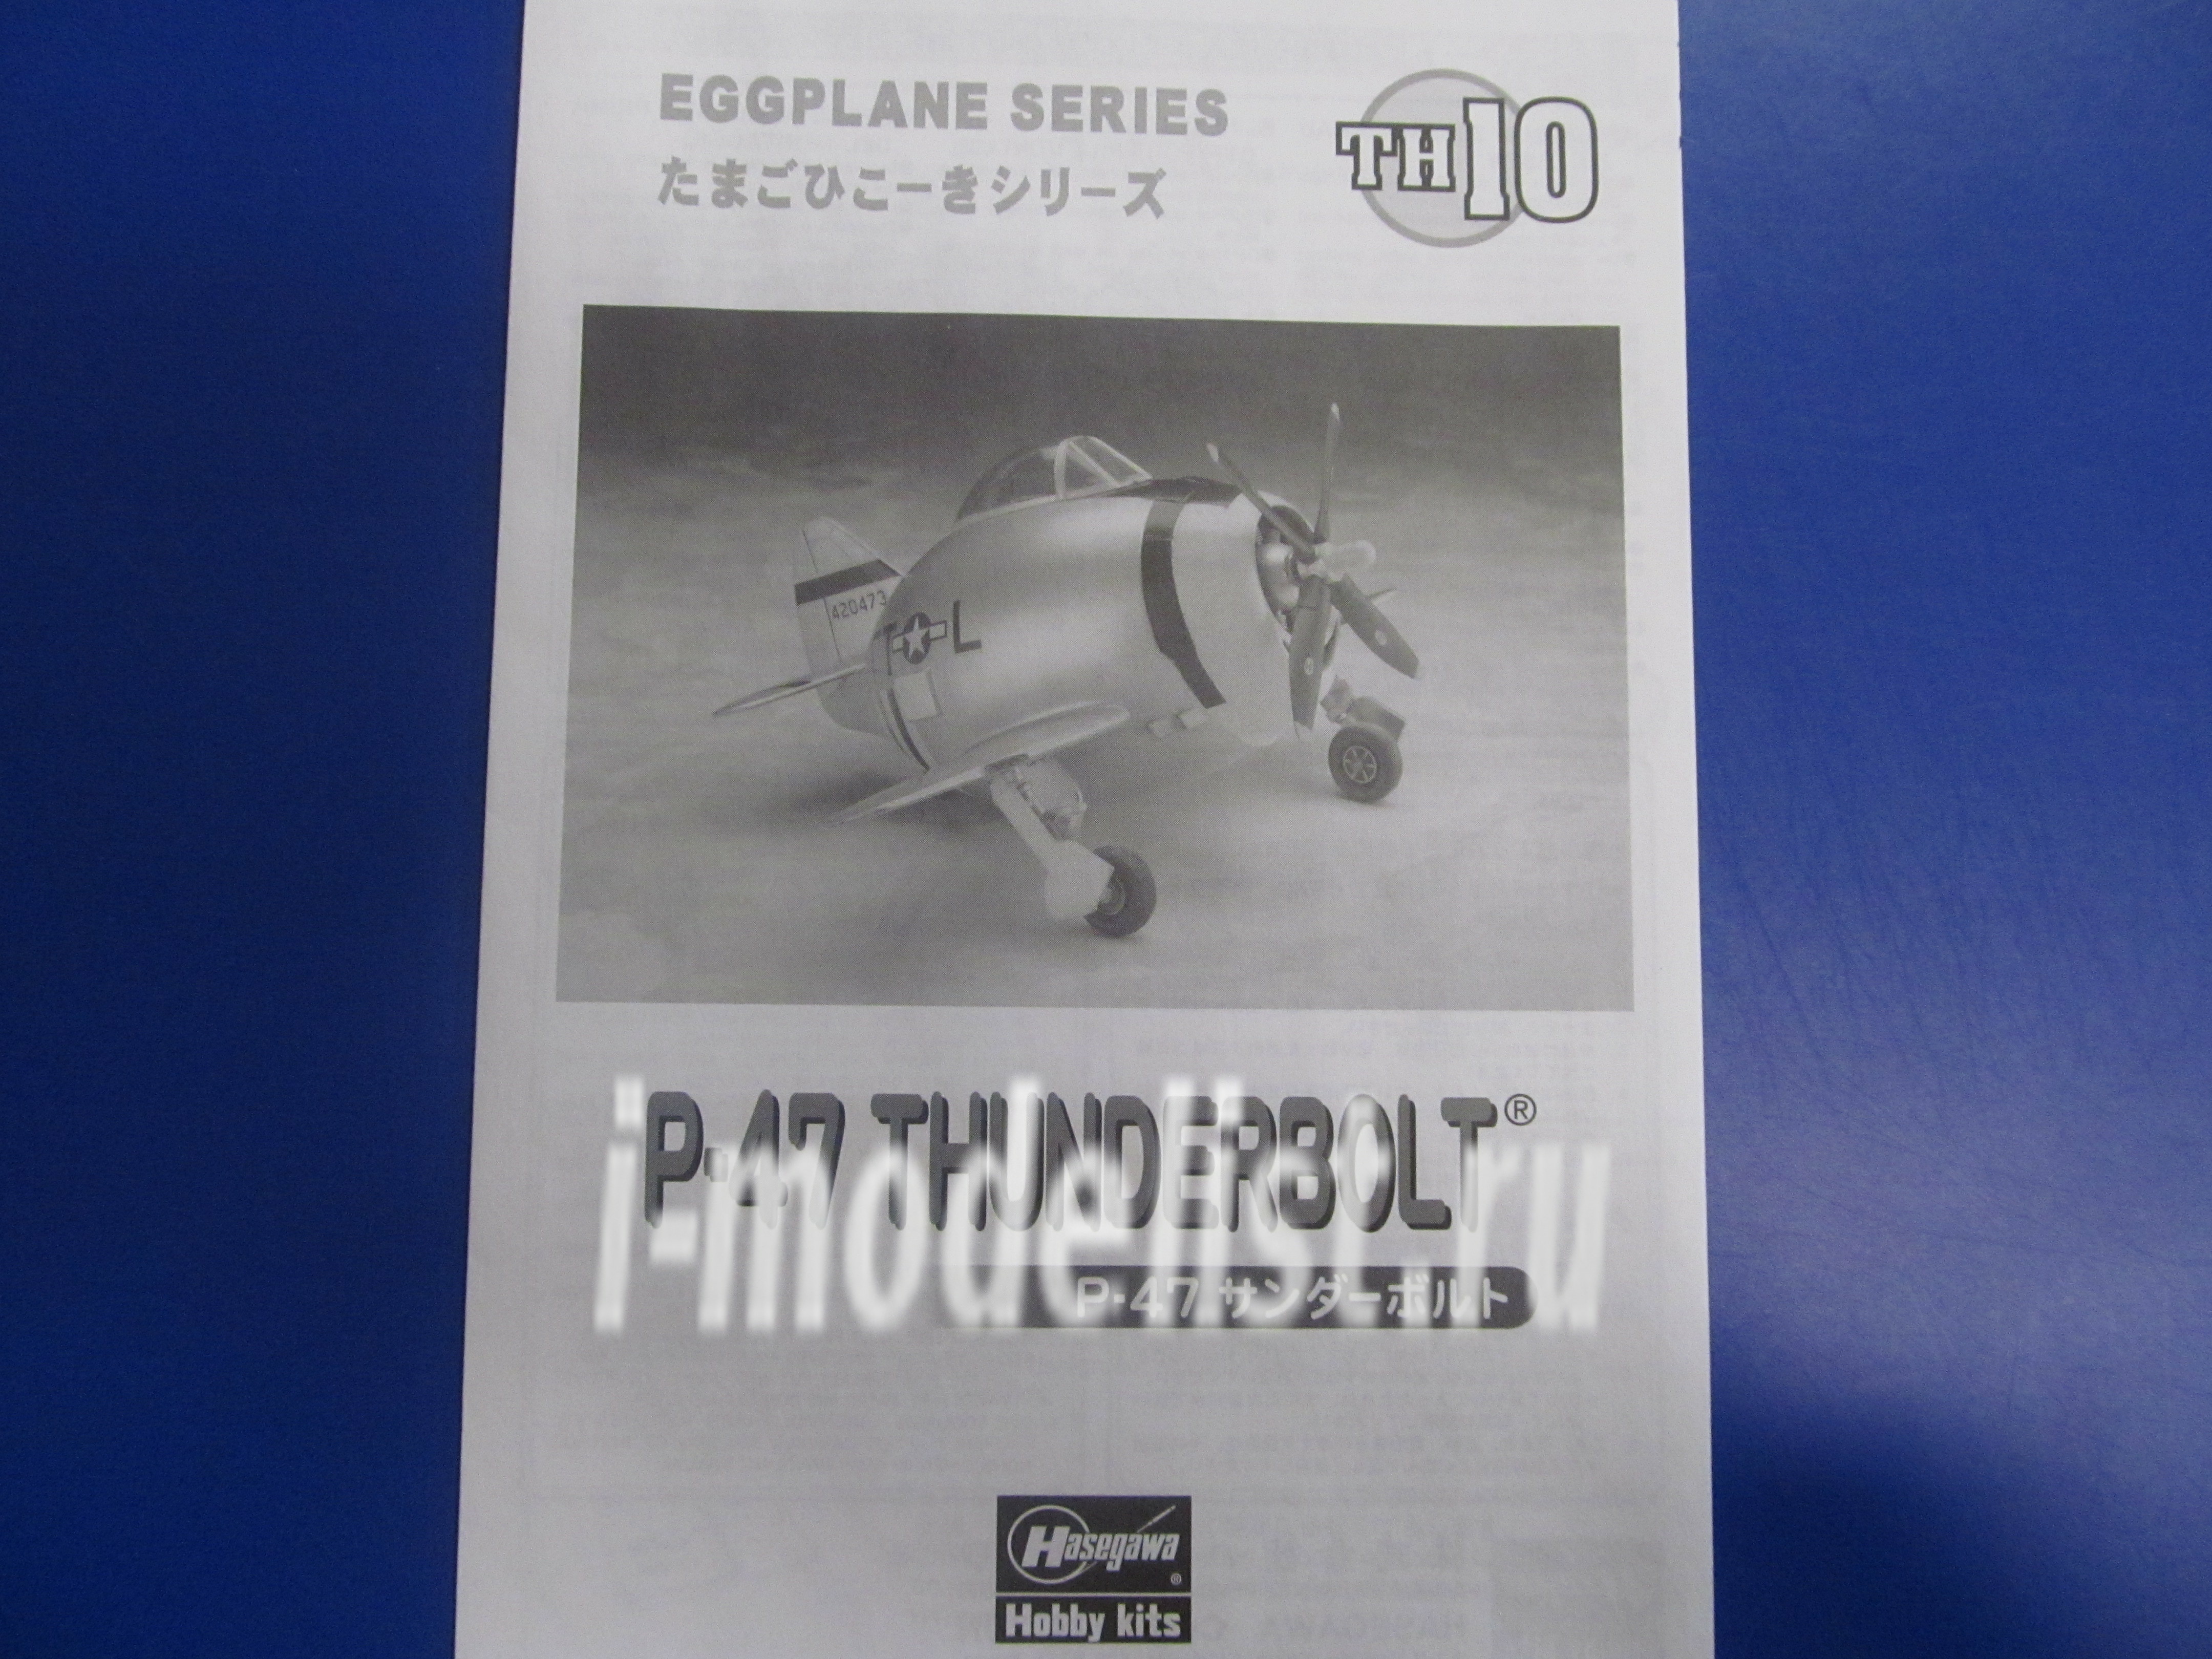 EGGPLANE SERIES
たまごひこーきシリーズ
TH10
420473
L
P-47 THUNDERBOLT®
i-modelist.ru
P-47 サンダーボルト
Hasegawa®
Hobby kits